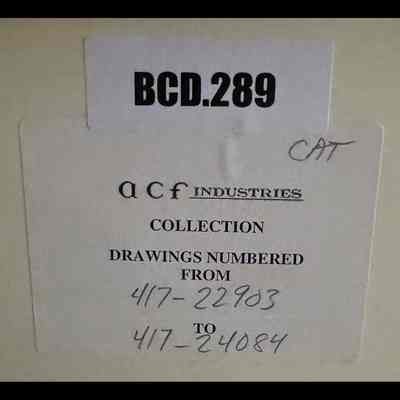 BCD.289
CAT
acf INDUSTRIES
COLLECTION
DRAWINGS NUMBERED
FROM
417-22903
TO
417-24084